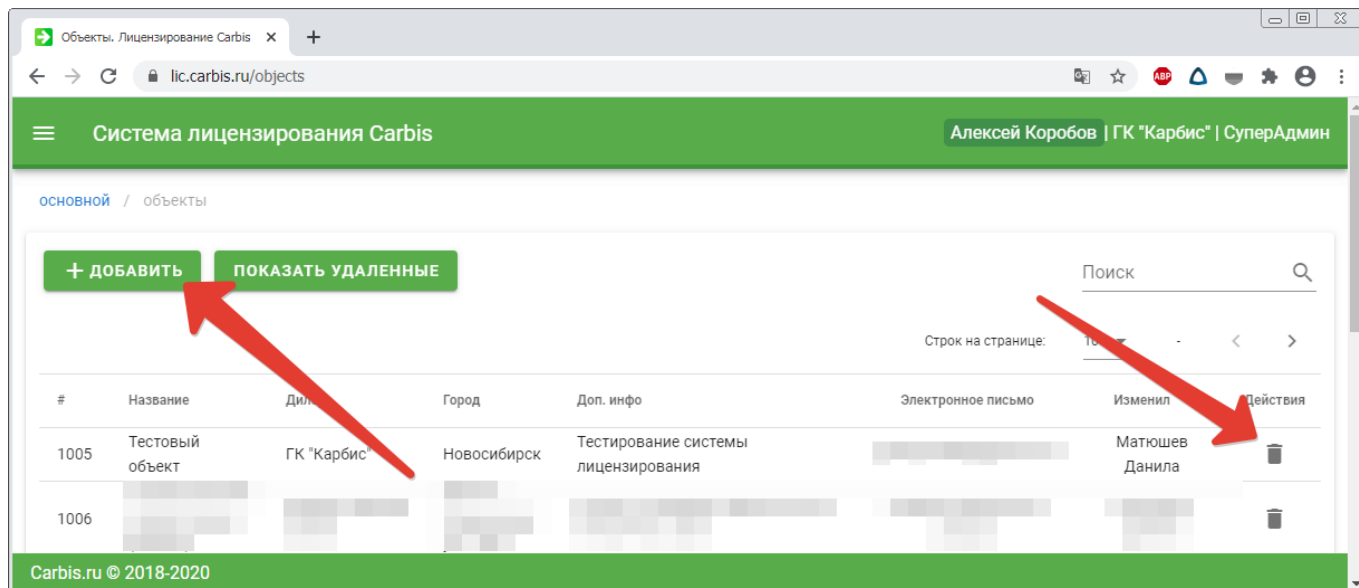 Объекты. Лицензирование Carbis
lic.carbis.ru/objects
ABP
Система лицензирования Carbis
Алексей Коробов | ГК "Карбис" | СуперАдмин
основной / объекты
+ ДОБАВИТЬ
ПОКАЗАТЬ УДАЛЕННЫЕ
Поиск
Строк на странице:
-
# Название Город Доп. инфо Электронное письмо Изменил Действия
1005 Тестовый объект ГК "Карбис" Новосибирск Тестирование системы лицензирования Матюшев Данила
1006
Carbis.ru © 2018-2020